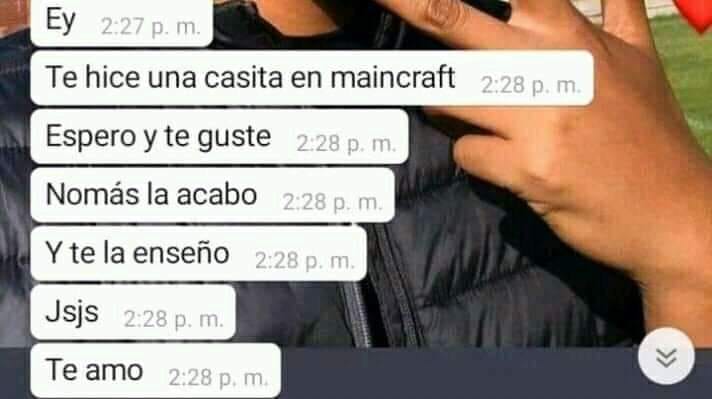 Ey 2:27 p. m.
Te hice una casita en maincraft 2:28 p. m.
Espero y te guste 2:28 p. m.
Nomás la acabo 2:28 p. m.
Y te la enseño 2:28 p. m.
Jsjs 2:28 p. m.
Te amo 2:28 p. m.